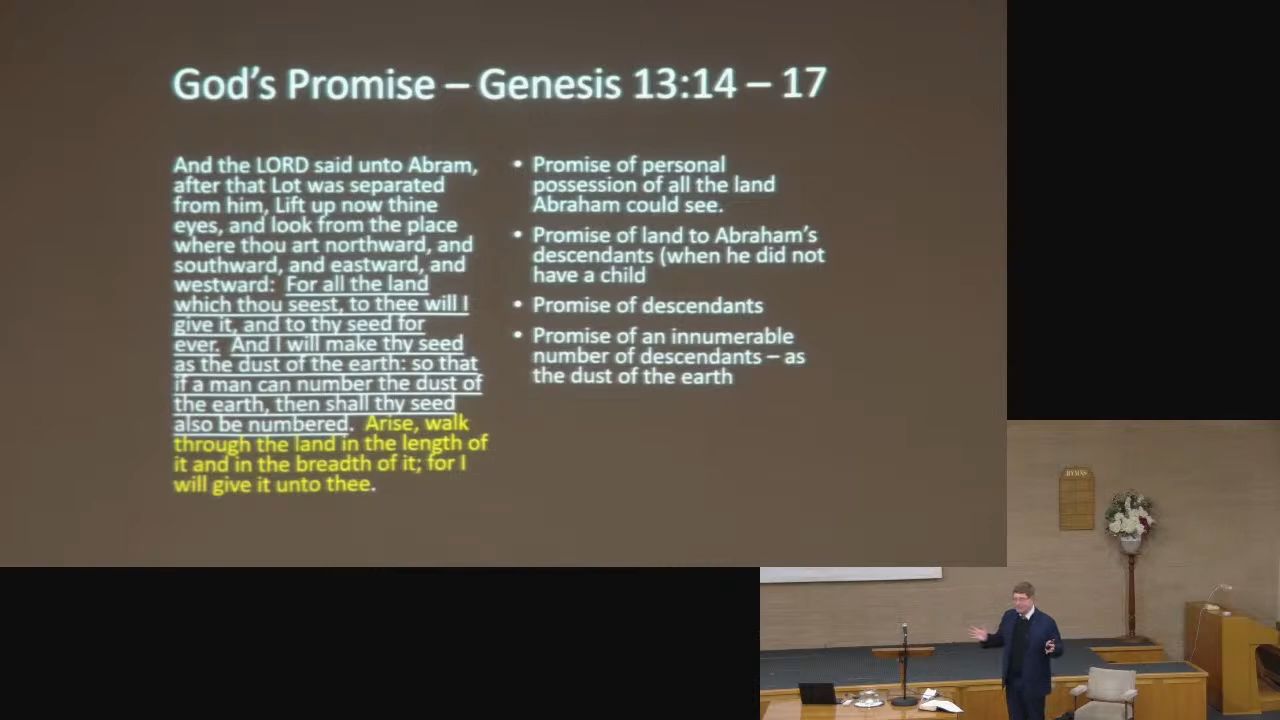 God's Promise – Genesis 13:14 – 17
And the LORD said unto Abram,
after that Lot was separated
from him, Lift up now thine
eyes, and look from the place
where thou art northward, and
southward, and eastward, and
westward:  For all the land
which thou seest, to thee will I
give it, and to thy seed for
ever.  And I will make thy seed
as the dust of the earth: so that
if a man can number the dust of
the earth, then shall thy seed
also be numbered.  Arise, walk
through the land in the length of
it and in the breadth of it; for I
will give it unto thee.
• Promise of personal
possession of all the land
Abraham could see.
• Promise of land to Abraham's
descendants (when he did not
have a child
• Promise of descendants
• Promise of an innumerable
number of descendants – as
the dust of the earth
HYMNS